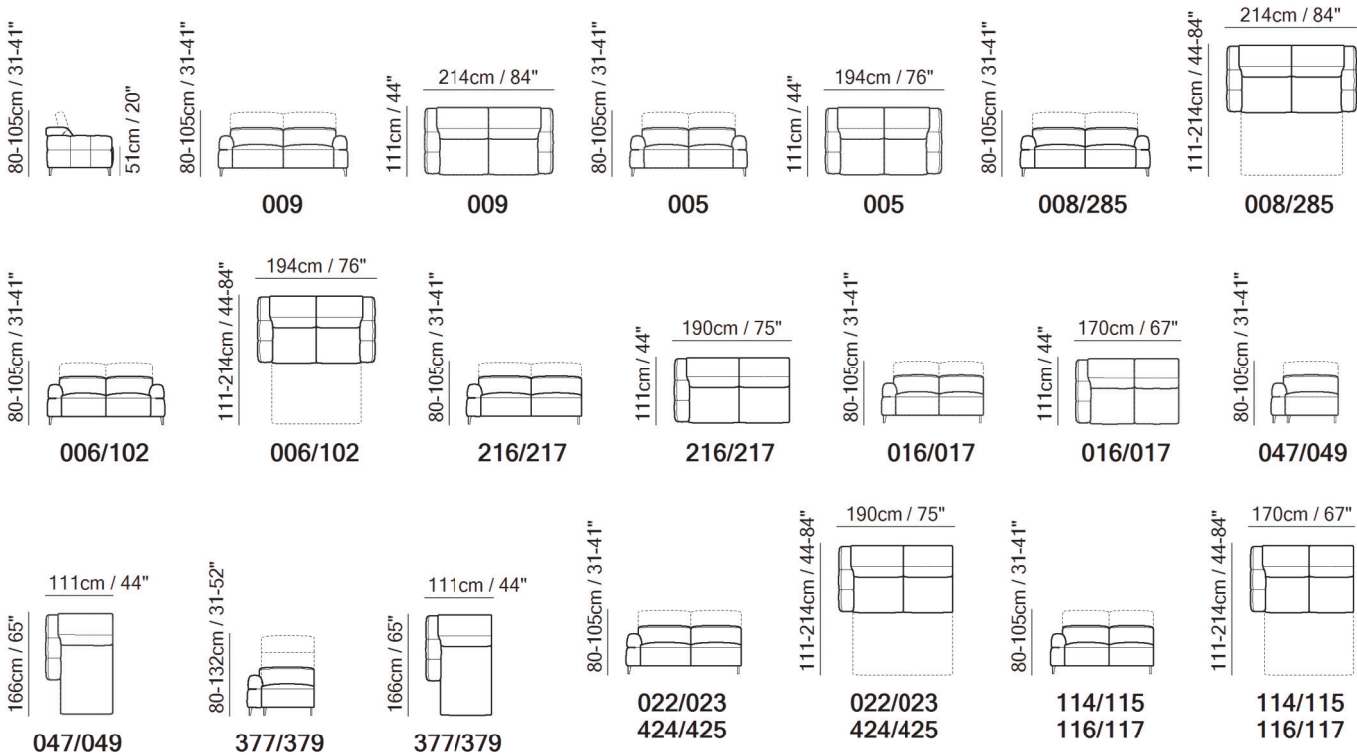 80-105cm / 31-41"
51cm / 20"
80-105cm / 31-41"
009
214cm / 84"
111cm / 44"
009
80-105cm / 31-41"
005
194cm / 76"
111cm / 44"
005
80-105cm / 31-41"
008/285
214cm / 84"
111-214cm / 44-84"
008/285
80-105cm / 31-41"
006/102
194cm / 76"
111-214cm / 44-84"
006/102
80-105cm / 31-41"
216/217
190cm / 75"
111cm / 44"
216/217
80-105cm / 31-41"
016/017
170cm / 67"
111cm / 44"
016/017
80-105cm / 31-41"
047/049
111cm / 44"
166cm / 65"
047/049
80-132cm / 31-52"
377/379
111cm / 44"
166cm / 65"
377/379
80-105cm / 31-41"
022/023
424/425
190cm / 75"
111-214cm / 44-84"
022/023
424/425
80-105cm / 31-41"
114/115
116/117
170cm / 67"
111-214cm / 44-84"
114/115
116/117